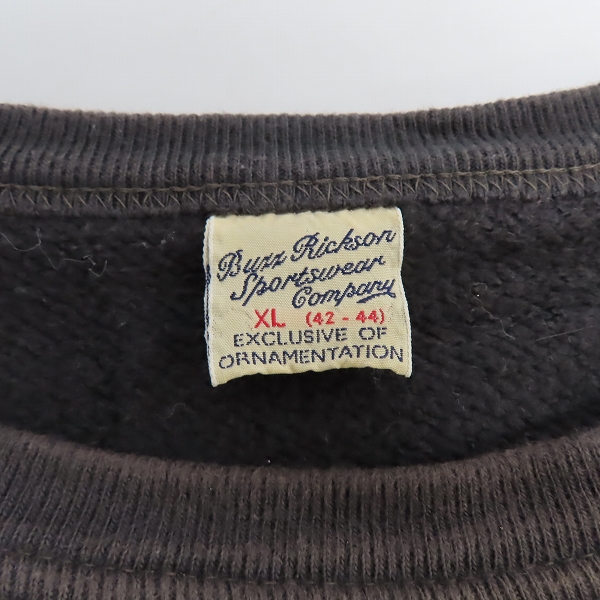 Buzz Rickson
Sportswear
Company
XL (42 - 44)
EXCLUSIVE OF
ORNAMENTATION